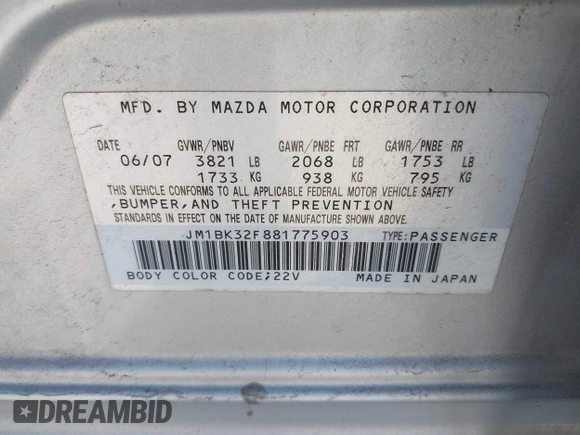 MFD. BY MAZDA MOTOR CORPORATION
DATE GVWR/PNBV GAWR/PNBE FRT GAWR/PNBE RR
06/07 3821 LB 2068 LB 1753 LB
1733 KG 938 KG 795 KG
THIS VEHICLE CONFORMS TO ALL APPLICABLE FEDERAL MOTOR VEHICLE SAFETY
,BUMPER,AND THEFT PREVENTION
STANDARDS IN EFFECT ON THE DATE OF MANUFACTURE SHOWN ABOVE.
JM1BK32F881775903 TYPE:PASSENGER
BODY COLOR CODE;22V MADE IN JAPAN
DREAMBID